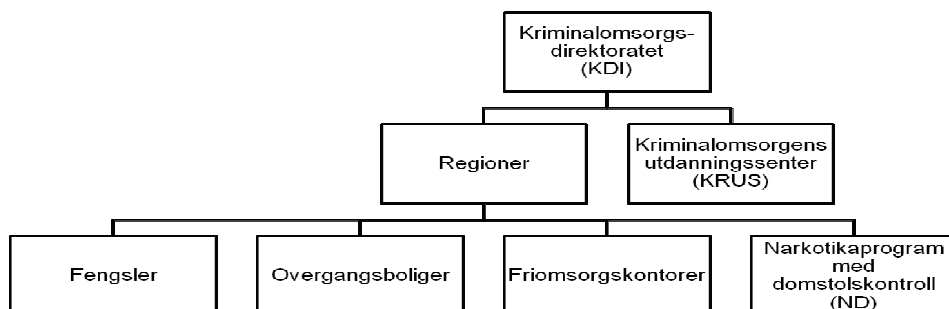 Kriminalomsorgs-
direktoratet
(KDI)
Regioner
Kriminalomsorgens
utdanningssenter
(KRUS)
Fengsler
Overgangsboliger
Friomsorgskontorer
Narkotikaprogram
med
domstolskontroll
(ND)